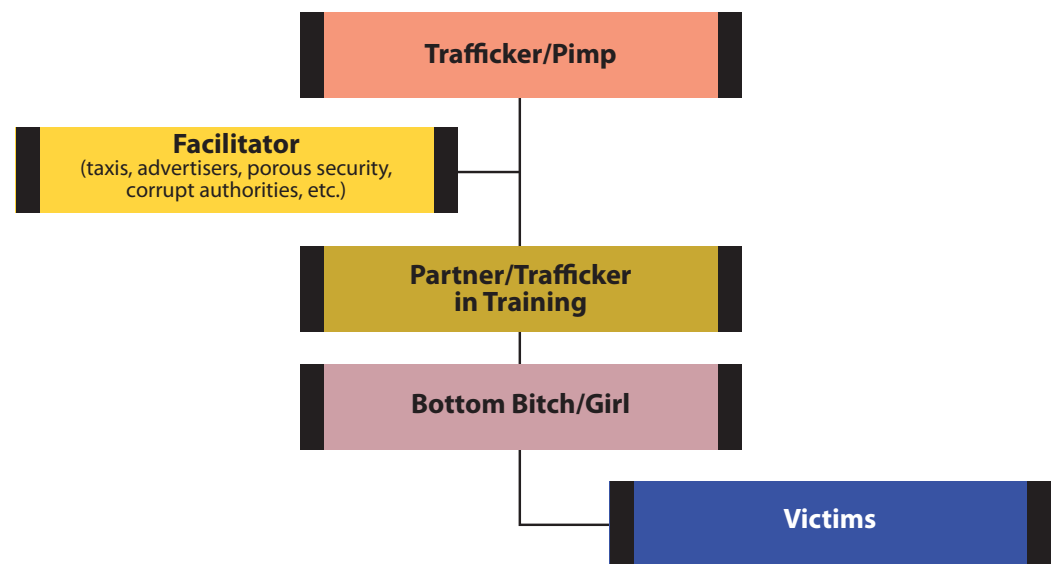 Trafficker/Pimp
Facilitator
(taxis, advertisers, porous security,
corrupt authorities, etc.)
Partner/Trafficker
in Training
Bottom Bitch/Girl
Victims